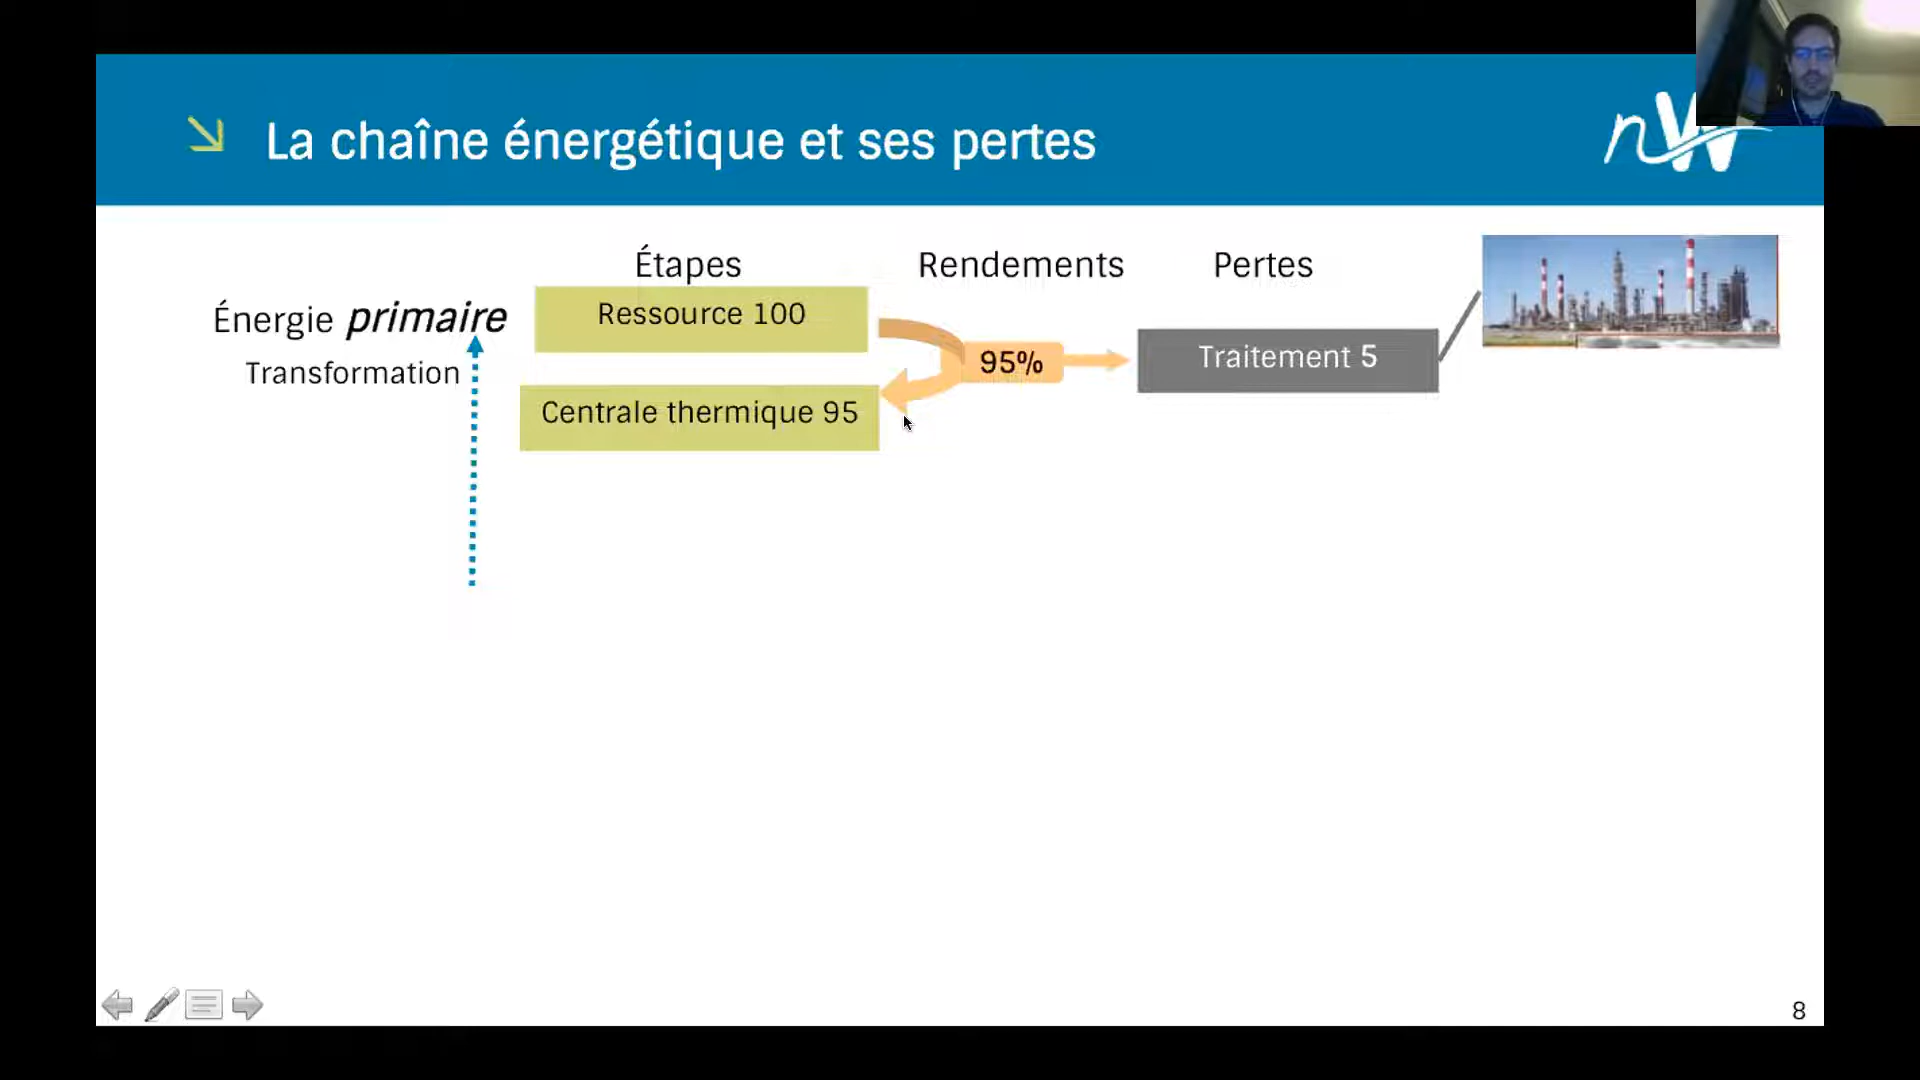 La chaîne énergétique et ses pertes
nW
Étapes Rendements Pertes
Énergie primaire Ressource 100
Transformation 95% Traitement 5
Centrale thermique 95
8